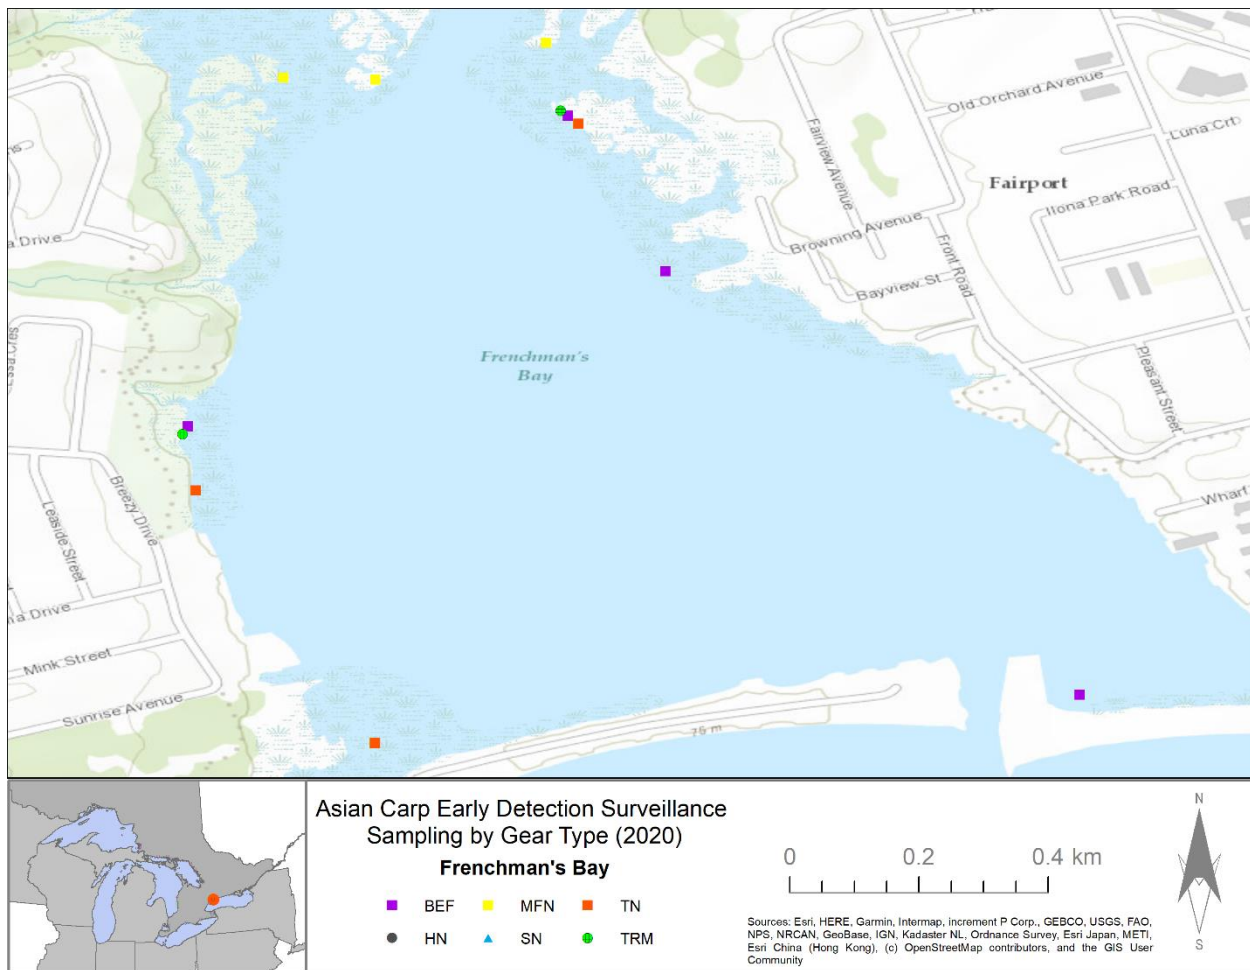 Old Orchard Avenue
Luna Crt
Fairview Avenue
Fairport
Ilona Park Road
Browning Avenue
Front Road
Bayview St
a Drive
Frenchman's
Bay
Pleasant Street
Breezy Drive
Leaside Street
Wharf
na Drive
Mink Street
Sunrise Avenue
75 m
Asian Carp Early Detection Surveillance
Sampling by Gear Type (2020)
Frenchman's Bay
BEF MFN TN
HN SN TRM
0 0.2 0.4 km
N
S
Sources: Esri, HERE, Garmin, Intermap, increment P Corp., GEBCO, USGS, FAO,
NPS, NRCAN, GeoBase, IGN, Kadaster NL, Ordnance Survey, Esri Japan, METI,
Esri China (Hong Kong), (c) OpenStreetMap contributors, and the GIS User
Community